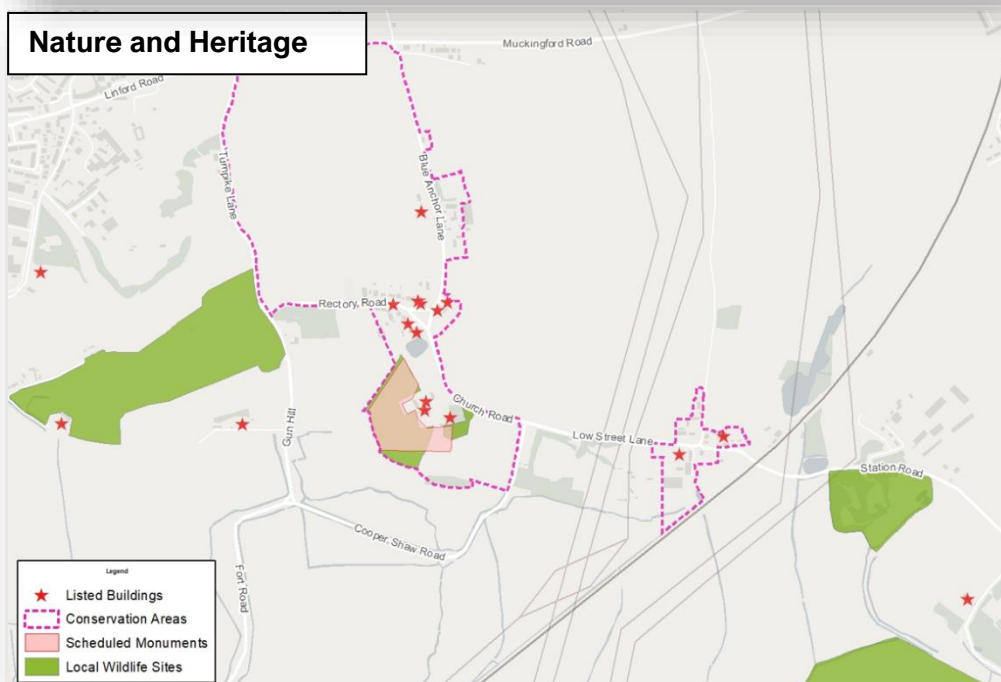 Nature and Heritage
Muckingford Road
Linford Road
Turnpike Lane
Blue Anchor Lane
Rectory Road
Church Road
Low Street Lane
Gun Hill
Station Road
Cooper Shaw Road
Fort Road
Legend
Listed Buildings
Conservation Areas
Scheduled Monuments
Local Wildlife Sites